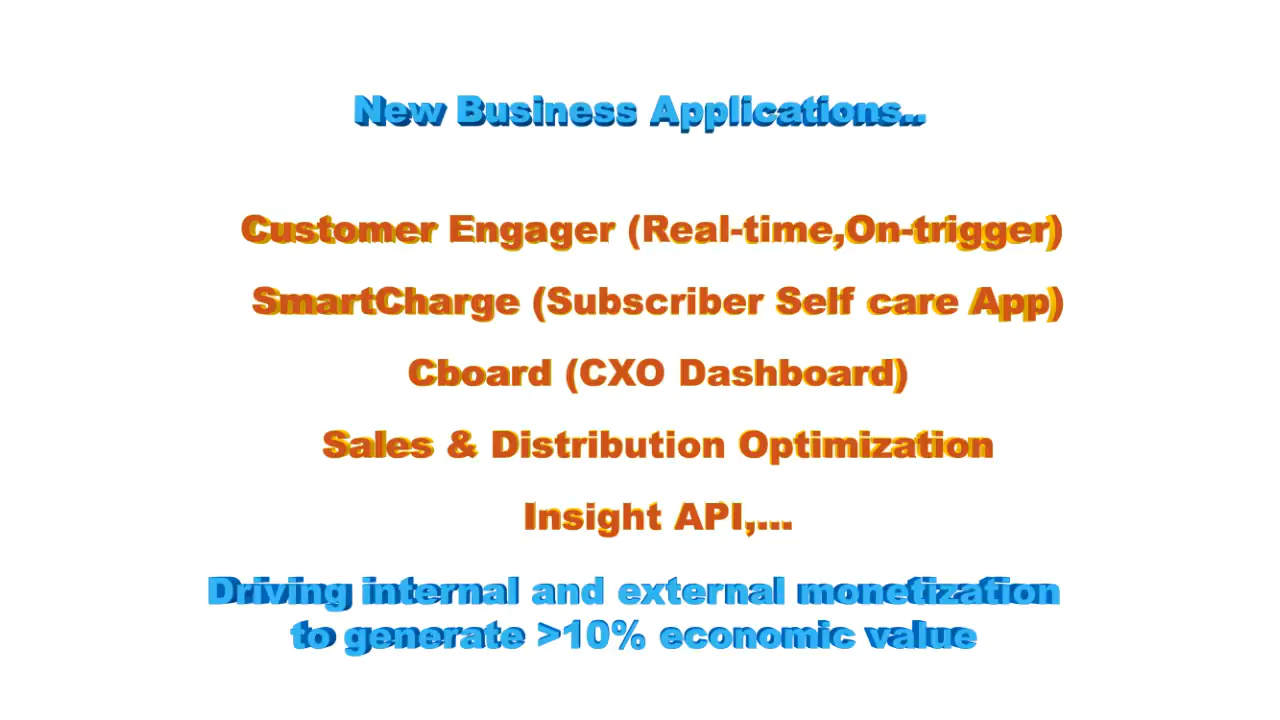 New Business Applications..
Customer Engager (Real-time,On-trigger)
SmartCharge (Subscriber Self care App)
Cboard (CXO Dashboard)
Sales & Distribution Optimization
Insight API,...
Driving internal and external monetization
to generate >10% economic value